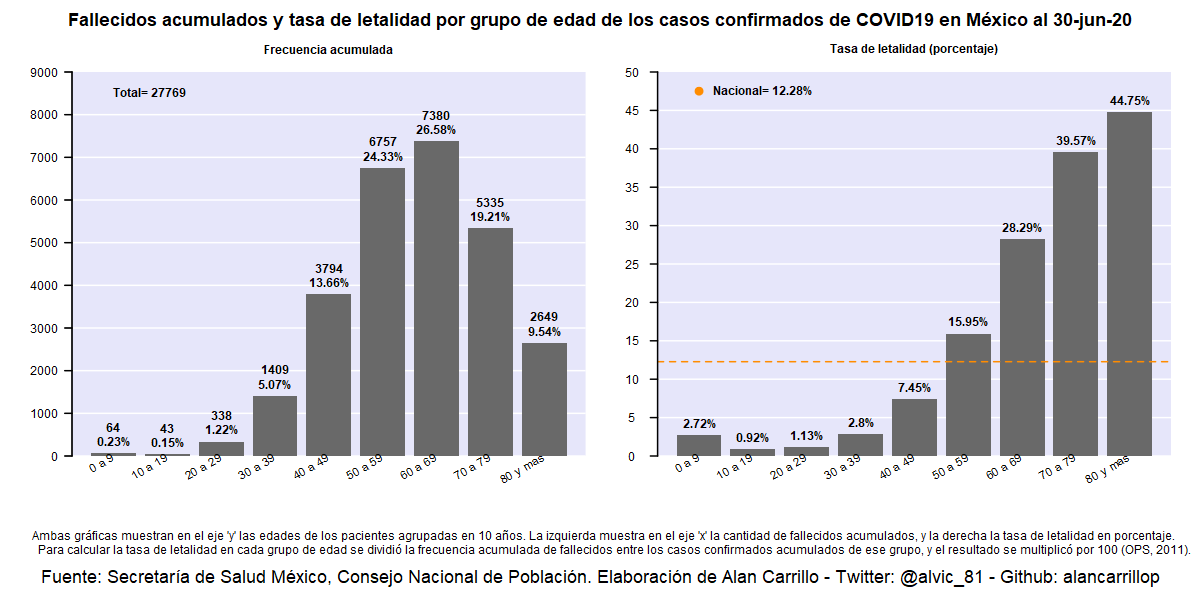 Fallecidos acumulados y tasa de letalidad por grupo de edad de los casos confirmados de COVID19 en México al 30-jun-20
Frecuencia acumulada
9000
8000
7000
6000
5000
4000
3000
2000
1000
0
Total= 27769
64
0.23%
43
0.15%
338
1.22%
1409
5.07%
3794
13.66%
6757
24.33%
7380
26.58%
5335
19.21%
2649
9.54%
0 a 9
10 a 19
20 a 29
30 a 39
40 a 49
50 a 59
60 a 69
70 a 79
80 y mas
Tasa de letalidad (porcentaje)
50
45
40
35
30
25
20
15
10
5
0
Nacional= 12.28%
2.72%
0.92%
1.13%
2.8%
7.45%
15.95%
28.29%
39.57%
44.75%
0 a 9
10 a 19
20 a 29
30 a 39
40 a 49
50 a 59
60 a 69
70 a 79
80 y mas
Ambas gráficas muestran en el eje 'y' las edades de los pacientes agrupadas en 10 años. La izquierda muestra en el eje 'x' la cantidad de fallecidos acumulados, y la derecha la tasa de letalidad en porcentaje.
Para calcular la tasa de letalidad en cada grupo de edad se dividió la frecuencia acumulada de fallecidos entre los casos confirmados acumulados de ese grupo, y el resultado se multiplicó por 100 (OPS, 2011).
Fuente: Secretaría de Salud México, Consejo Nacional de Población. Elaboración de Alan Carrillo - Twitter: @alvic_81 - Github: alancarrillop